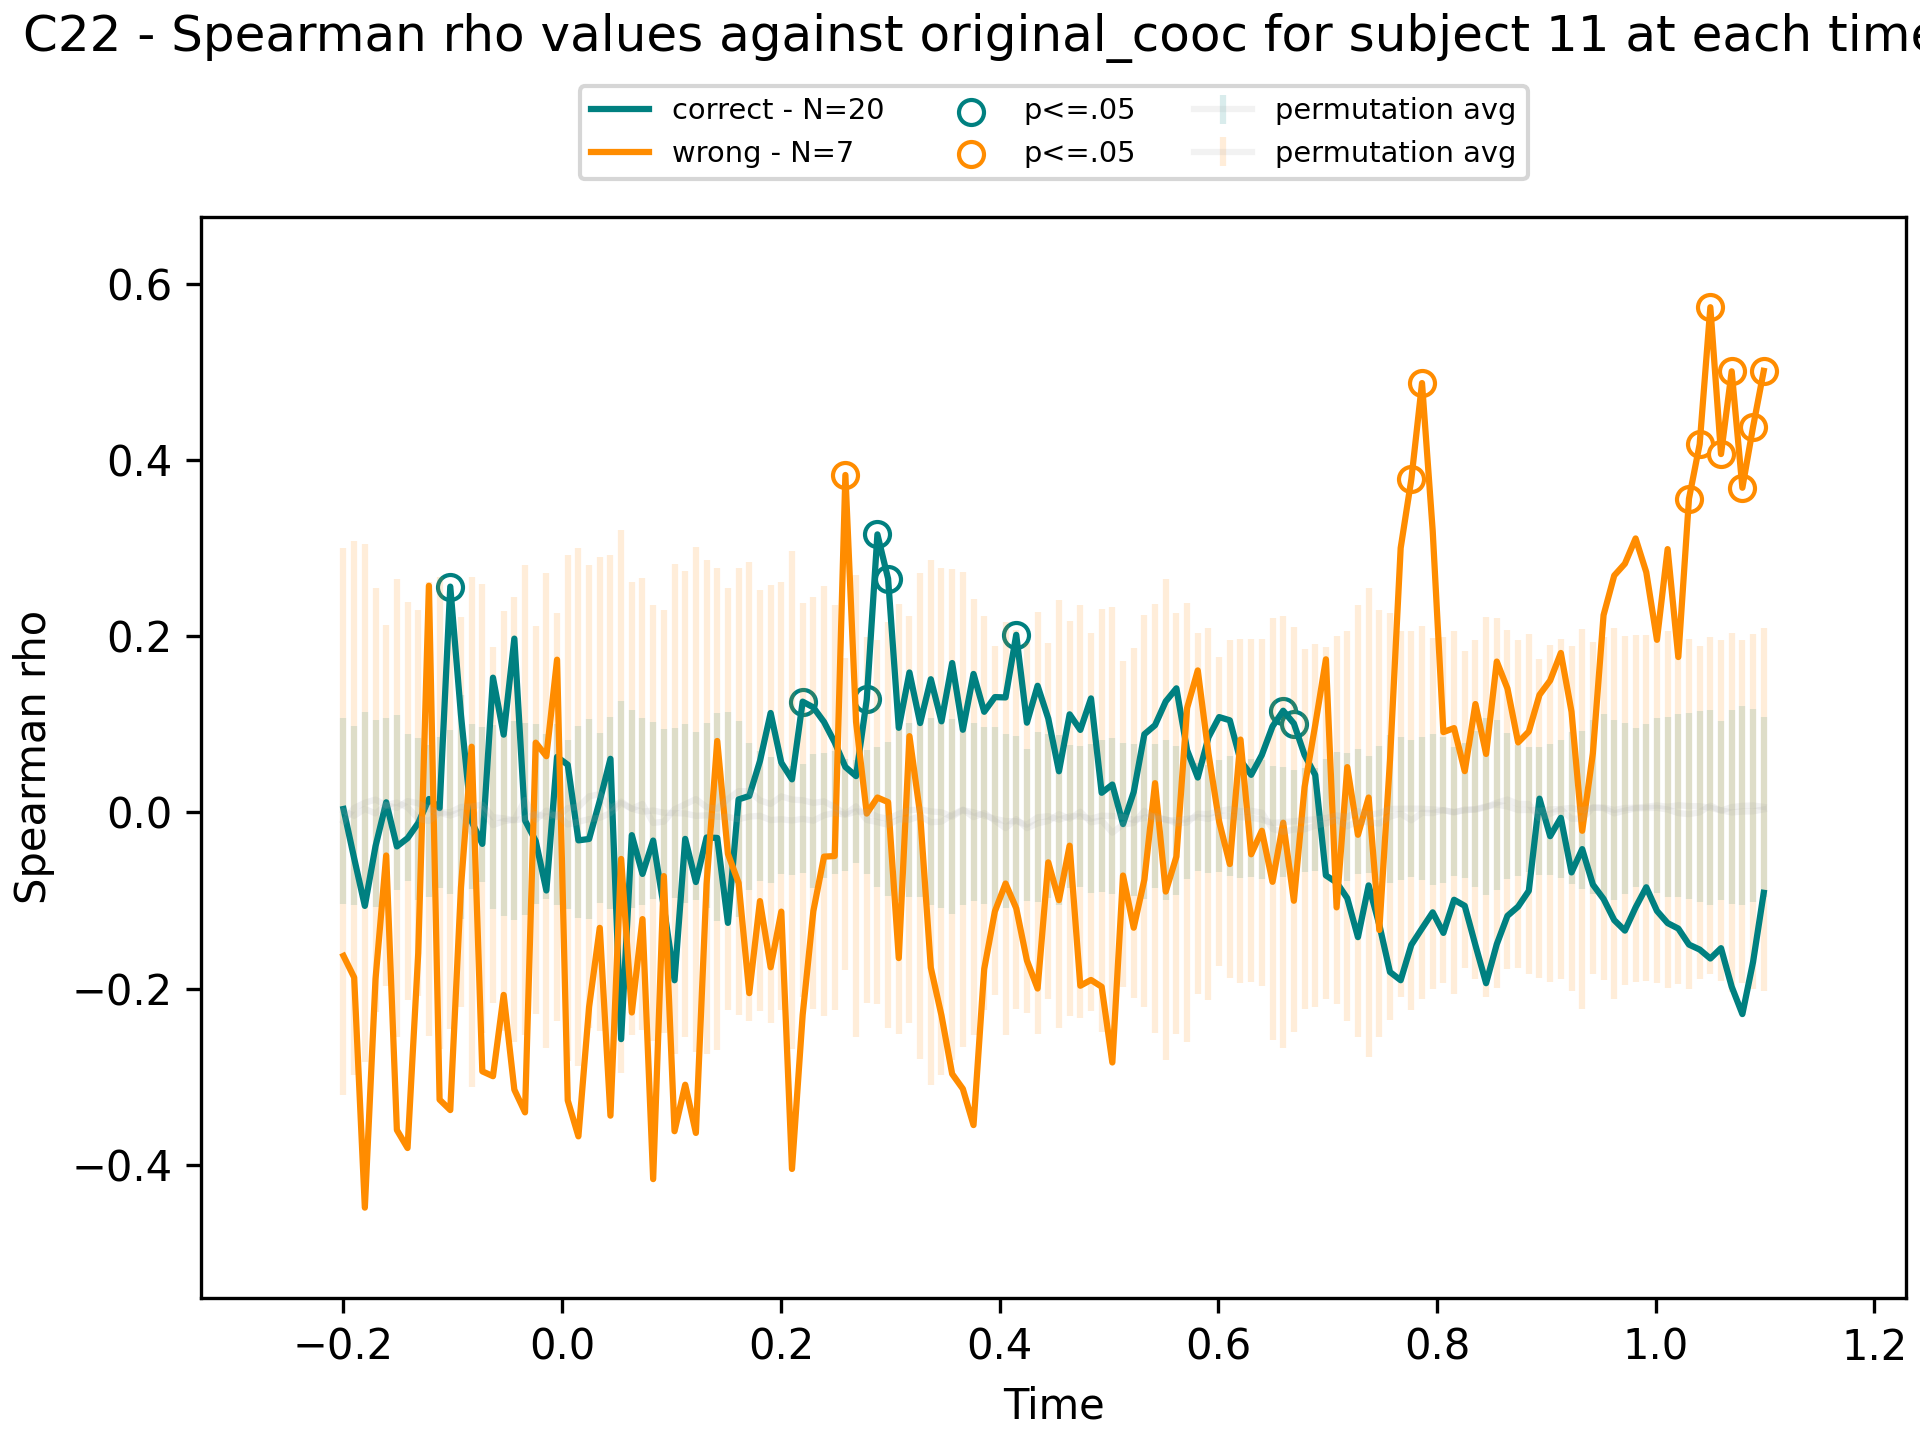 C22 - Spearman rho values against original_cooc for subject 11 at each time
correct - N=20
wrong - N=7
p<=.05
p<=.05
permutation avg
permutation avg
Spearman rho
0.6
0.4
0.2
0.0
−0.2
−0.4
−0.2 0.0 0.2 0.4 0.6 0.8 1.0 1.2
Time